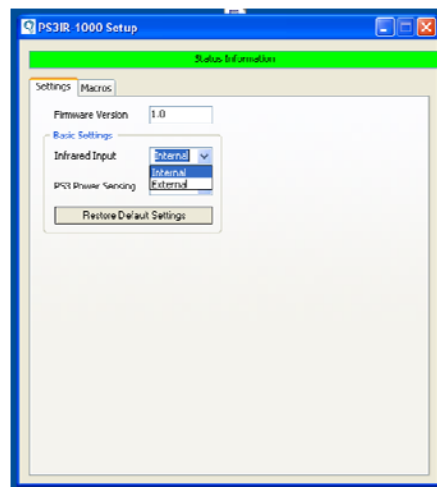 PS3IR-1000 Setup
Status Information
Settings Macros
Firmware Version 1.0
Basic Settings
Infrared Input Internal
Internal
PS3 Power Sensing External
Restore Default Settings